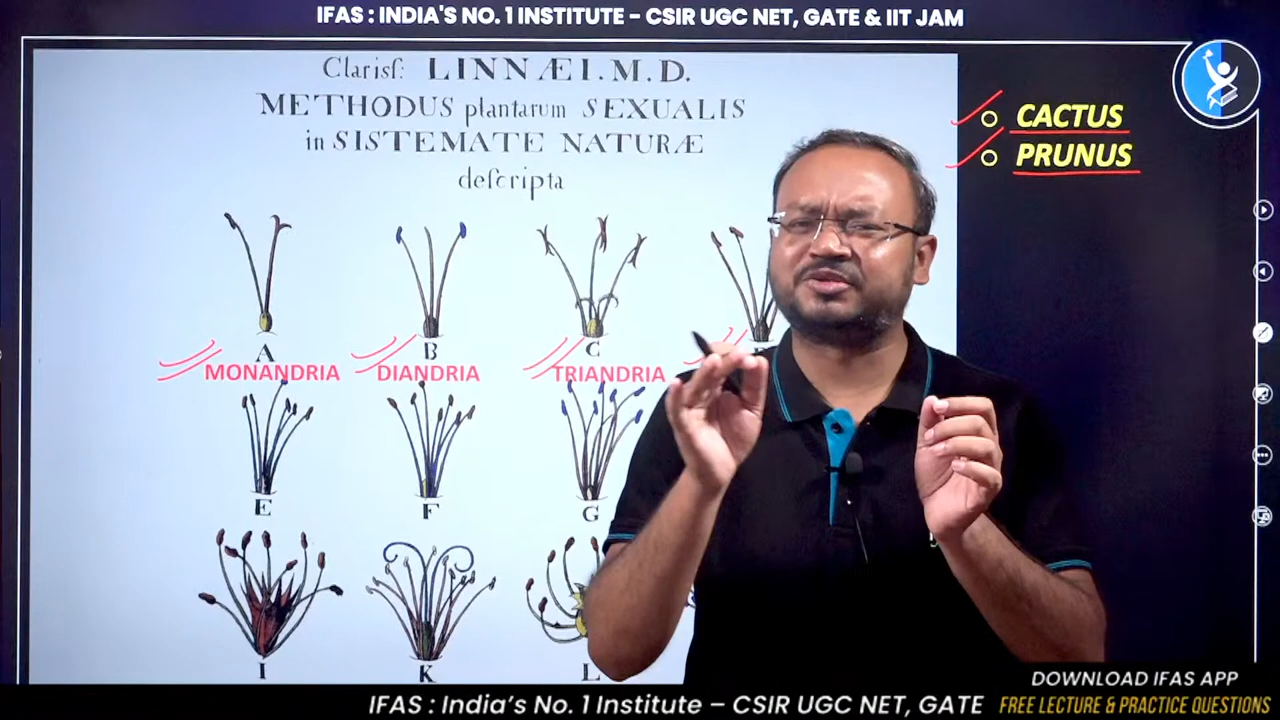 IFAS : INDIA'S NO. 1 INSTITUTE - CSIR UGC NET, GATE & IIT JAM
Clarisſ: LINNÆI. M. D.
METHODUS plantarum SEXUALIS
in SISTEMATE NATURÆ
deſcripta
CACTUS
PRUNUS
A
B
C
MONANDRIA
DIANDRIA
TRIANDRIA
E
F
G
I
K
L
DOWNLOAD IFAS APP
IFAS : India's No. 1 Institute – CSIR UGC NET, GATE
FREE LECTURE & PRACTICE QUESTIONS